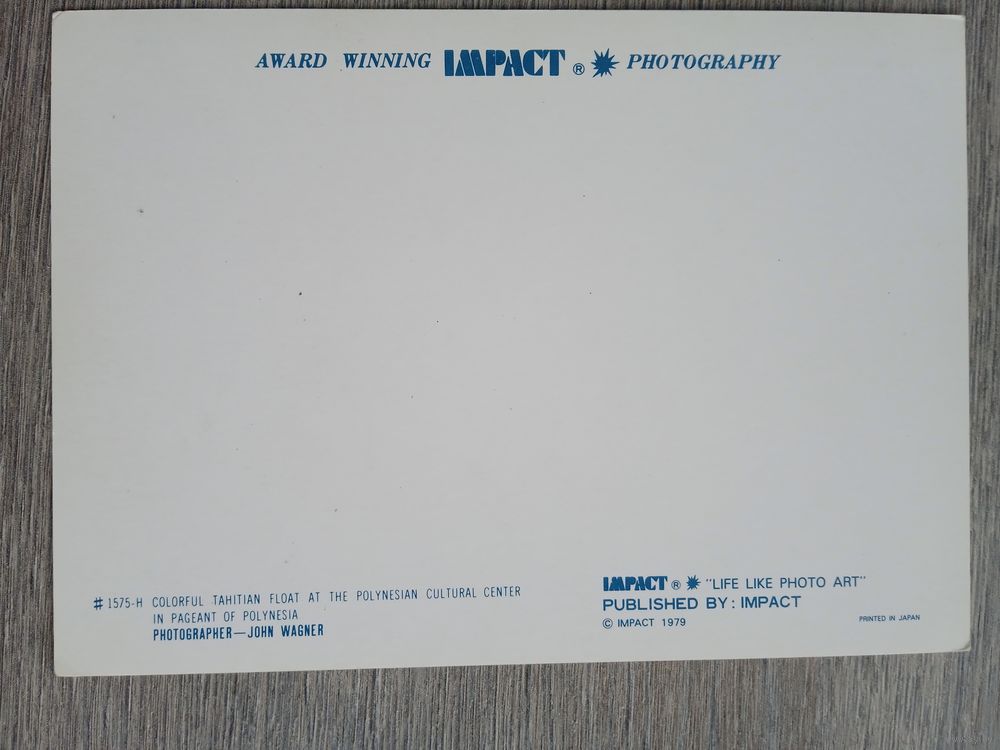 AWARD WINNING IMPACT ® PHOTOGRAPHY
# 1575-H COLORFUL TAHITIAN FLOAT AT THE POLYNESIAN CULTURAL CENTER
IN PAGEANT OF POLYNESIA
PHOTOGRAPHER—JOHN WAGNER
IMPACT ® "LIFE LIKE PHOTO ART"
PUBLISHED BY: IMPACT
© IMPACT 1979
PRINTED IN JAPAN